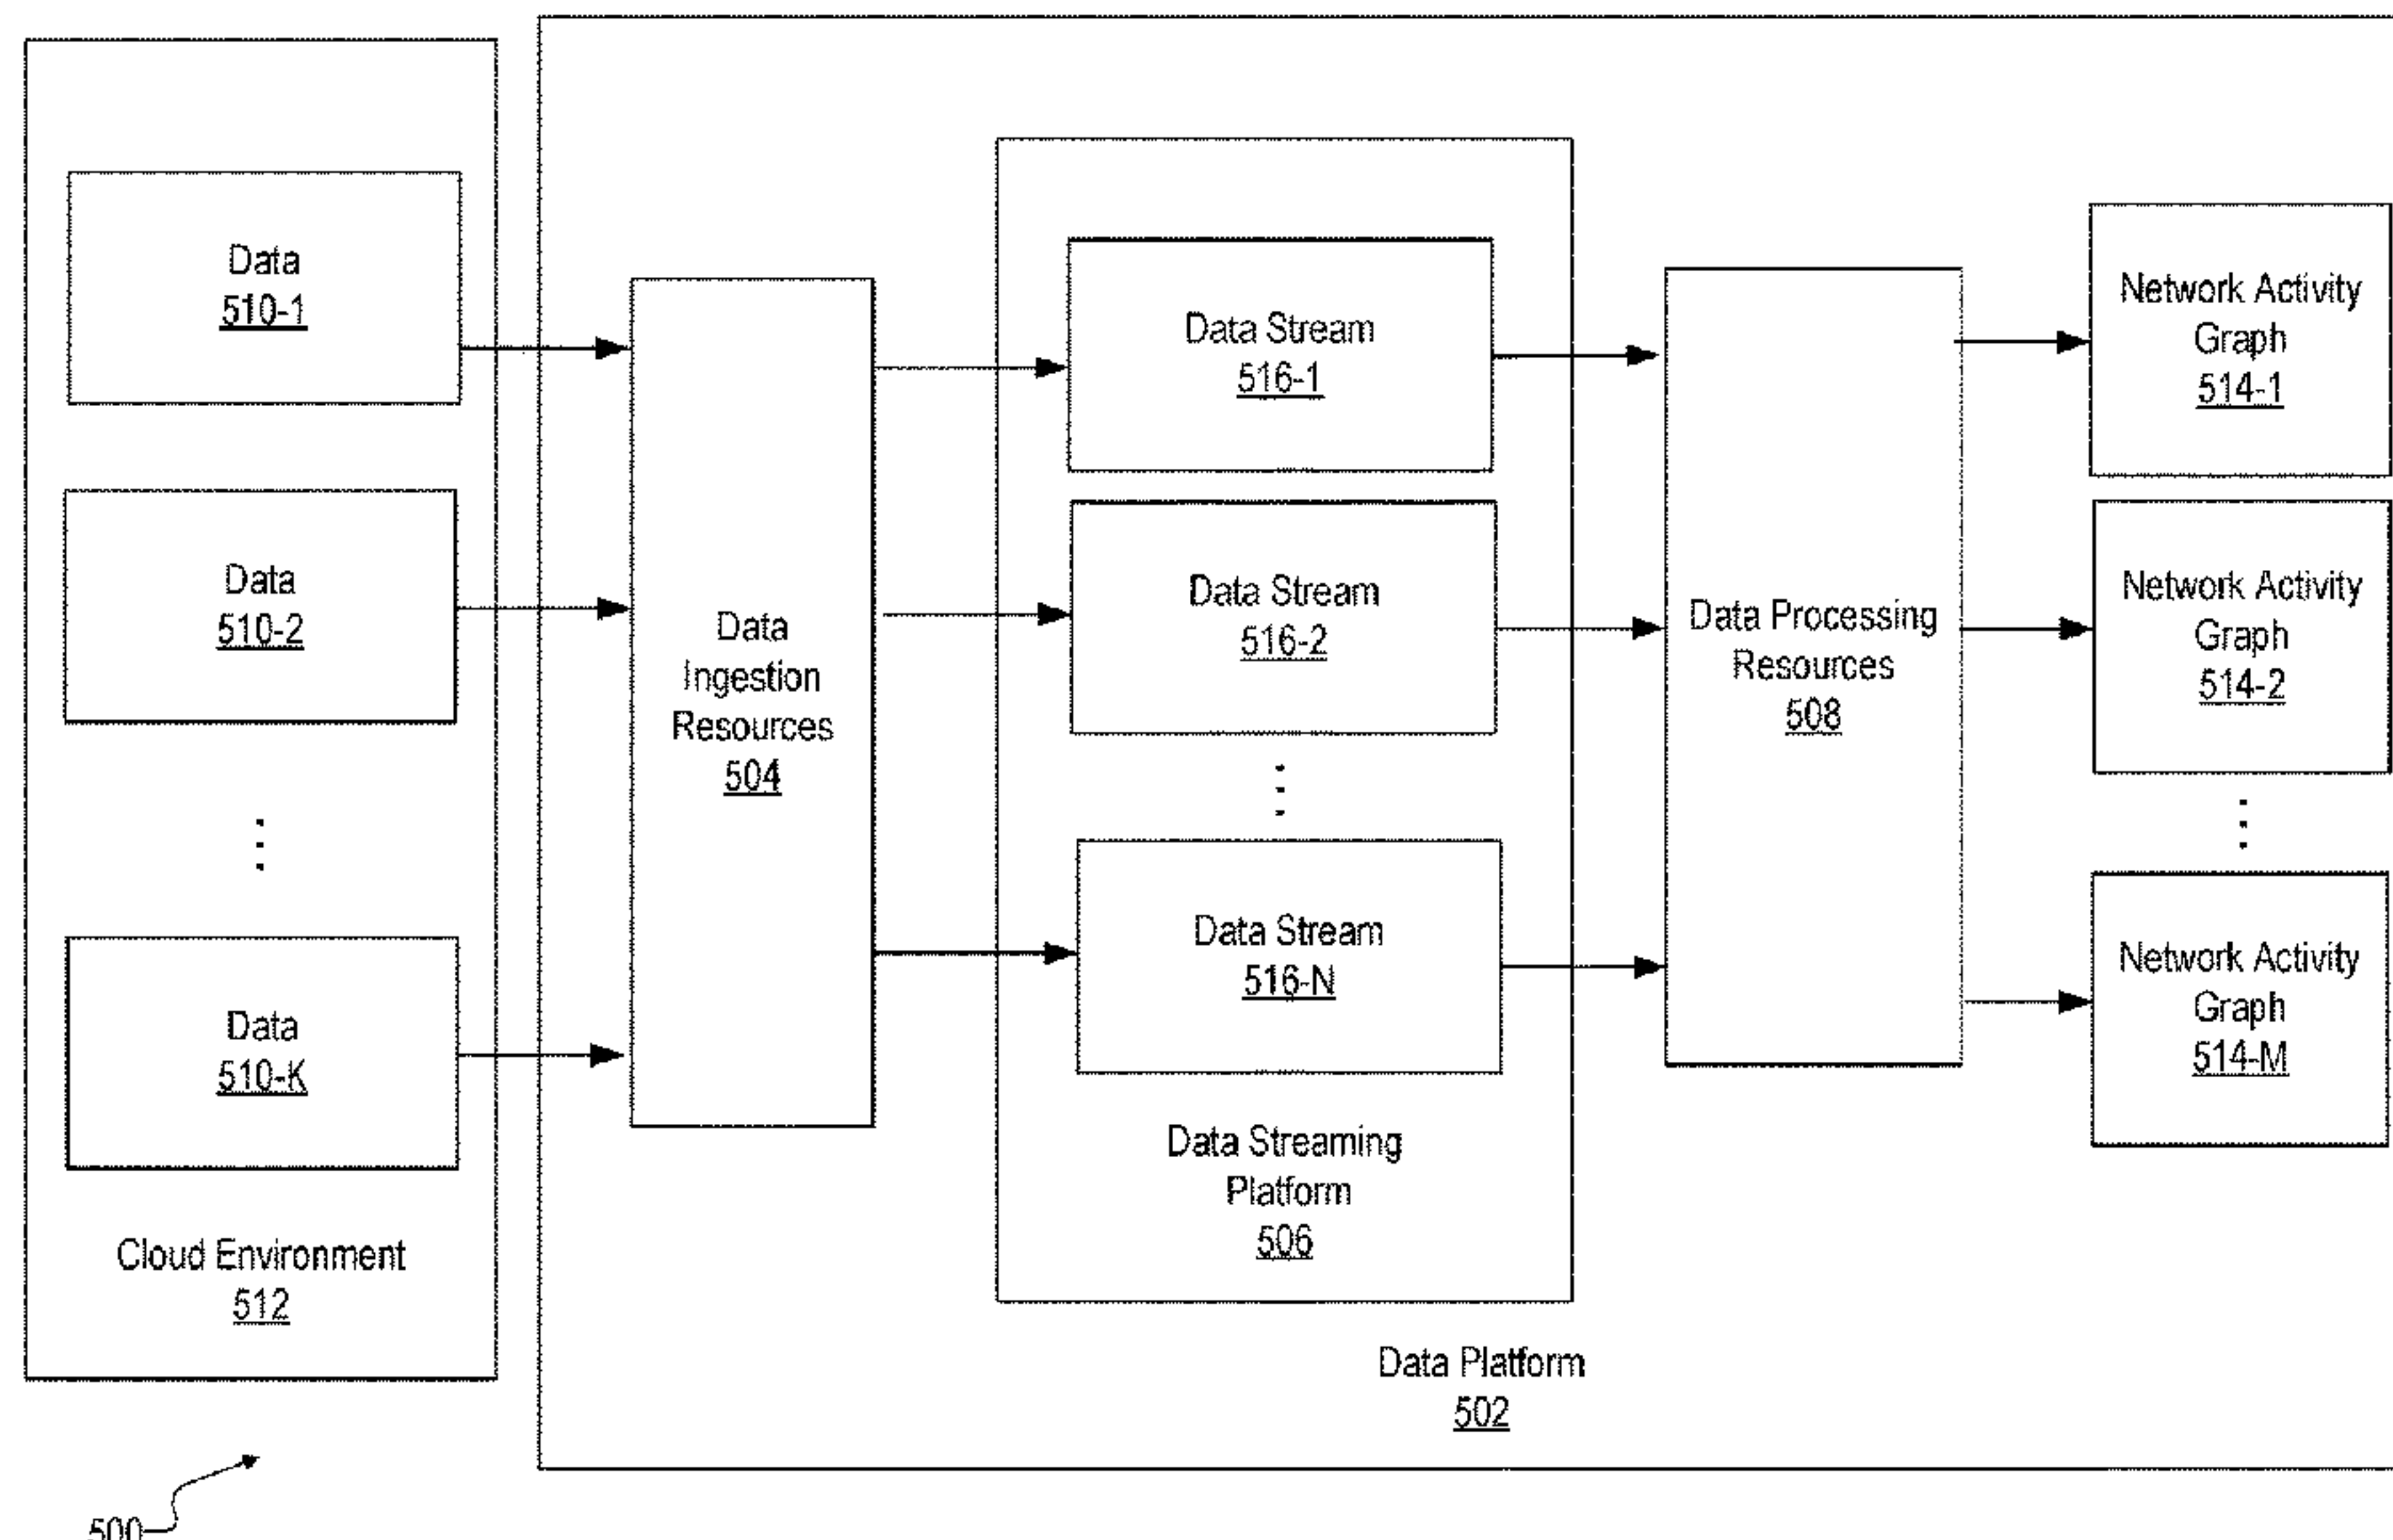 Data
510-1
Data
510-2
Data
510-K
Cloud Environment
512
Data
Ingestion
Resources
504
Data Stream
516-1
Data Stream
516-2
Data Stream
516-N
Data Streaming
Platform
506
Data Processing
Resources
508
Network Activity
Graph
514-1
Network Activity
Graph
514-2
Network Activity
Graph
514-M
Data Platform
502
500